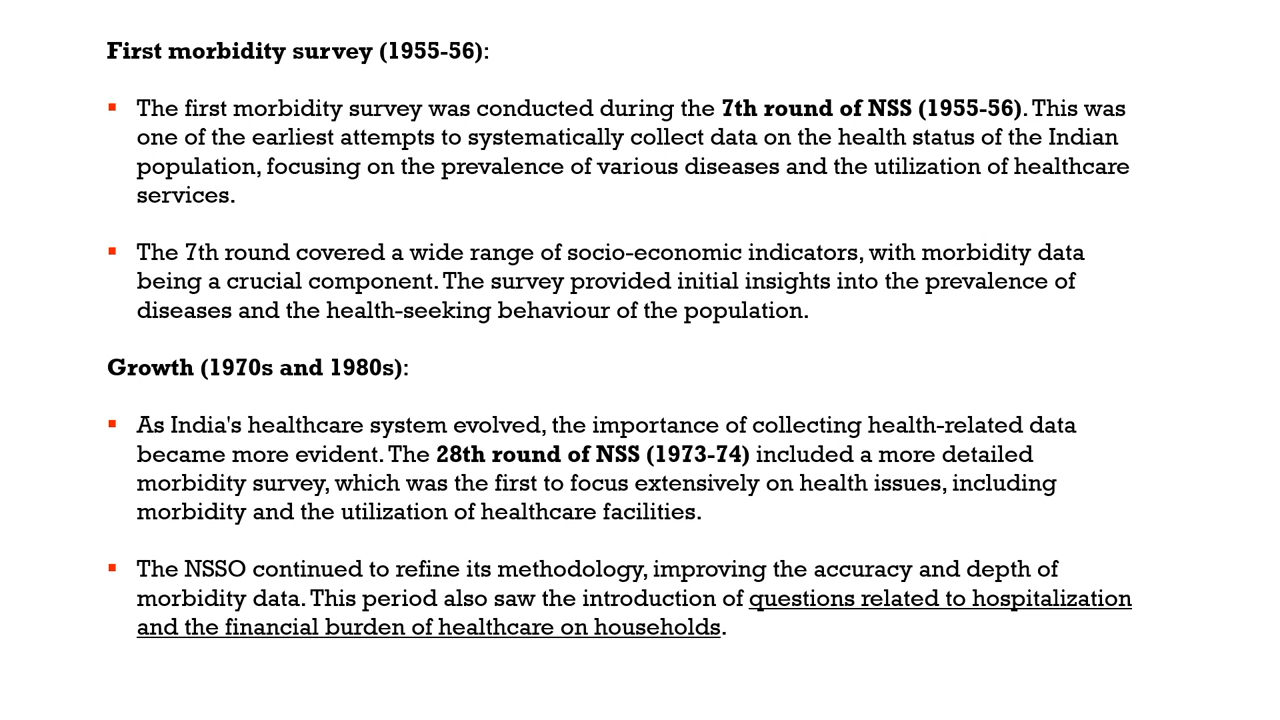 First morbidity survey (1955-56):
▪ The first morbidity survey was conducted during the 7th round of NSS (1955-56). This was
one of the earliest attempts to systematically collect data on the health status of the Indian
population, focusing on the prevalence of various diseases and the utilization of healthcare
services.
▪ The 7th round covered a wide range of socio-economic indicators, with morbidity data
being a crucial component. The survey provided initial insights into the prevalence of
diseases and the health-seeking behaviour of the population.
Growth (1970s and 1980s):
▪ As India's healthcare system evolved, the importance of collecting health-related data
became more evident. The 28th round of NSS (1973-74) included a more detailed
morbidity survey, which was the first to focus extensively on health issues, including
morbidity and the utilization of healthcare facilities.
▪ The NSSO continued to refine its methodology, improving the accuracy and depth of
morbidity data. This period also saw the introduction of questions related to hospitalization
and the financial burden of healthcare on households.